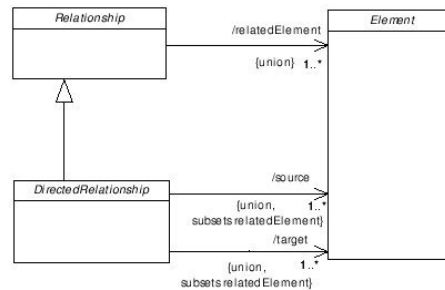 Relationship
Element
/relatedElement
{union} 1..*
DirectedRelationship
/source
{union, 1..*
subsets relatedElement}
/target
{union, 1..*
subsets relatedElement}